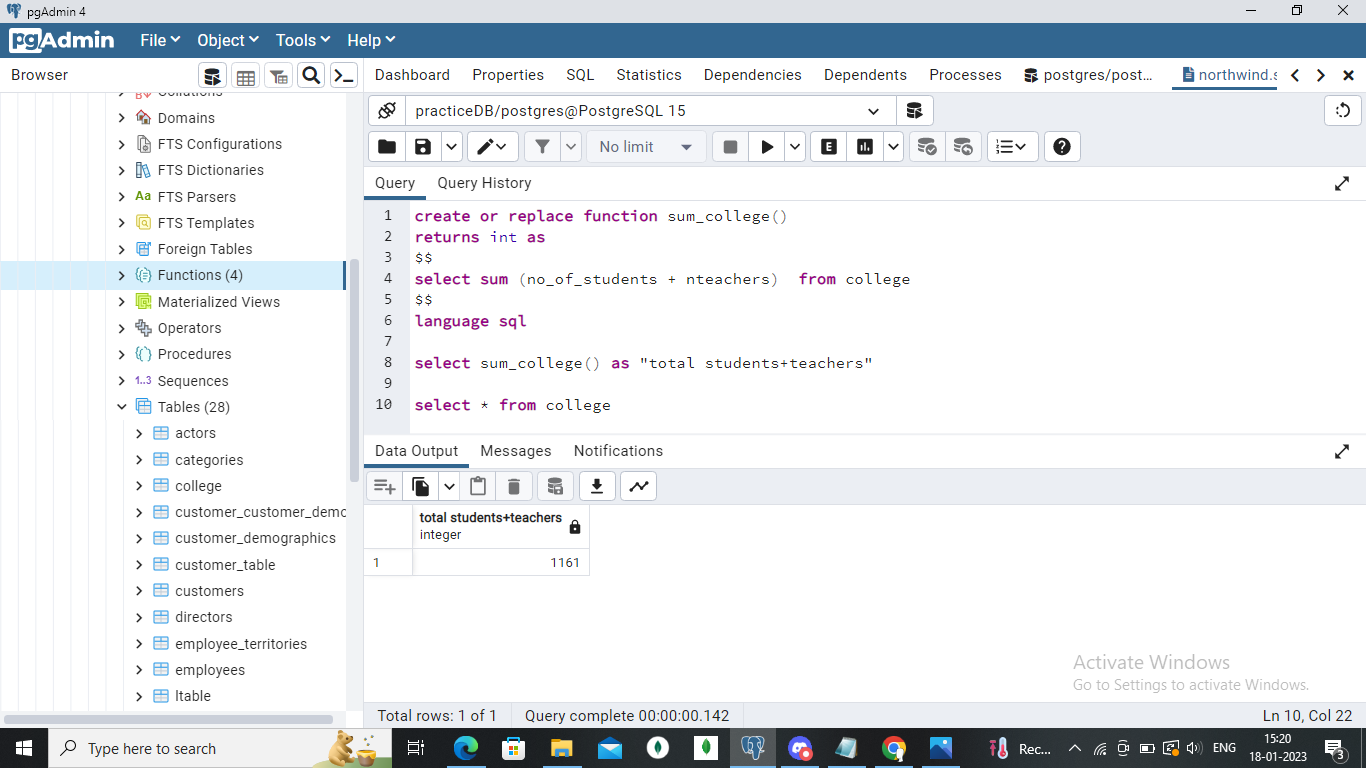 pgAdmin 4
pgAdmin File Object Tools Help
Browser
Dashboard Properties SQL Statistics Dependencies Dependents Processes postgres/post... northwind.s
practiceDB/postgres@PostgreSQL 15
No limit
Query Query History
1 create or replace function sum_college()
2 returns int as
3 $$
4 select sum (no_of_students + nteachers)  from college
5 $$
6 language sql
7
8 select sum_college() as "total students+teachers"
9
10 select * from college
Collations
Domains
FTS Configurations
FTS Dictionaries
Aa FTS Parsers
FTS Templates
Foreign Tables
Functions (4)
Materialized Views
Operators
Procedures
1..3 Sequences
Tables (28)
actors
categories
college
customer_customer_demo
customer_demographics
customer_table
customers
directors
employee_territories
employees
ltable
Data Output Messages Notifications
total students+teachers
integer
1 1161
Activate Windows
Go to Settings to activate Windows.
Total rows: 1 of 1 Query complete 00:00:00.142 Ln 10, Col 22
Type here to search
Rec... ENG 15:20
18-01-2023
3